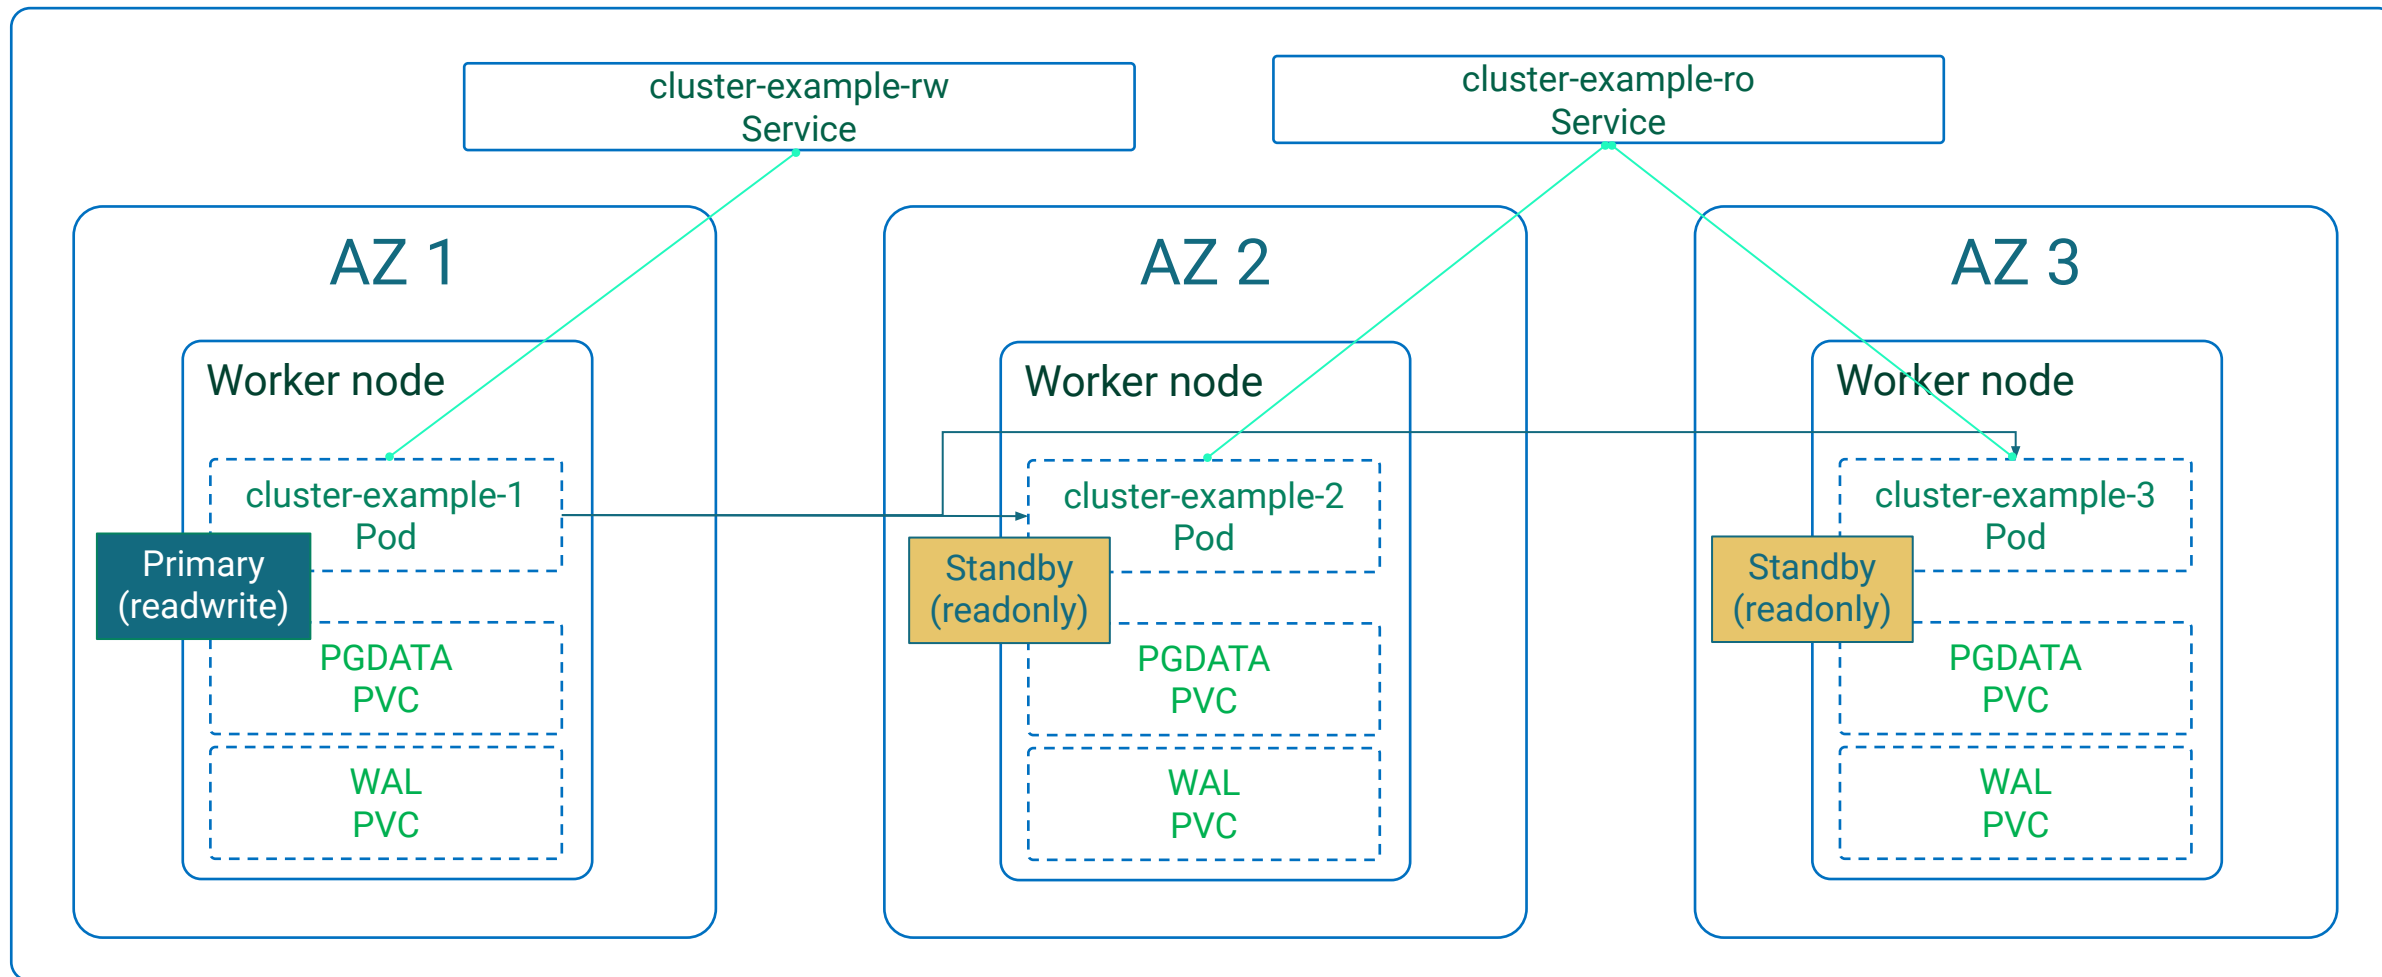 cluster-example-rw
Service
cluster-example-ro
Service
AZ 1
Worker node
cluster-example-1
Pod
Primary
(readwrite)
PGDATA
PVC
WAL
PVC
AZ 2
Worker node
cluster-example-2
Pod
Standby
(readonly)
PGDATA
PVC
WAL
PVC
AZ 3
Worker node
cluster-example-3
Pod
Standby
(readonly)
PGDATA
PVC
WAL
PVC